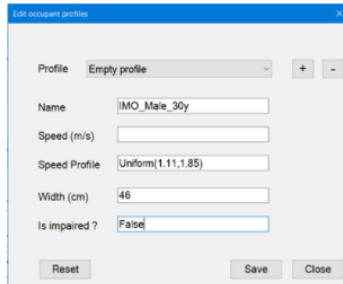 Edit occupant profiles
Profile Empty profile + -
Name IMO_Male_30y
Speed (m/s)
Speed Profile Uniform(1.11,1.85)
Width (cm) 46
Is impaired ? False
Reset Save Close